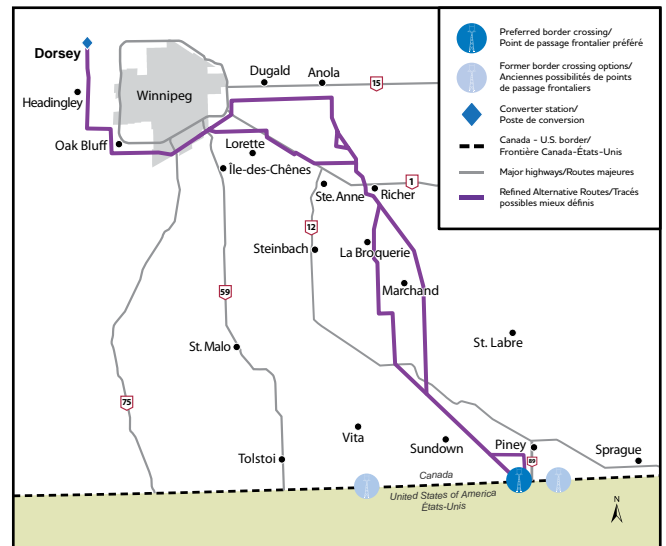 Preferred border crossing/
Point de passage frontalier préféré
Former border crossing options/
Anciennes possibilités de points
de passage frontaliers
Converter station/
Poste de conversion
Canada - U.S. border/
Frontière Canada-États-Unis
Major highways/Routes majeures
Refined Alternative Routes/Tracés
possibles mieux définis
Dorsey
Headingley
Winnipeg
Oak Bluff
Dugald
Anola
15
Lorette
Île-des-Chênes
Ste. Anne
Richer
1
12
Steinbach
La Broquerie
Marchand
59
St. Malo
St. Labre
75
Vita
Sundown
Piney
Sprague
Tolstoi
89
Canada
United States of America
États-Unis
N